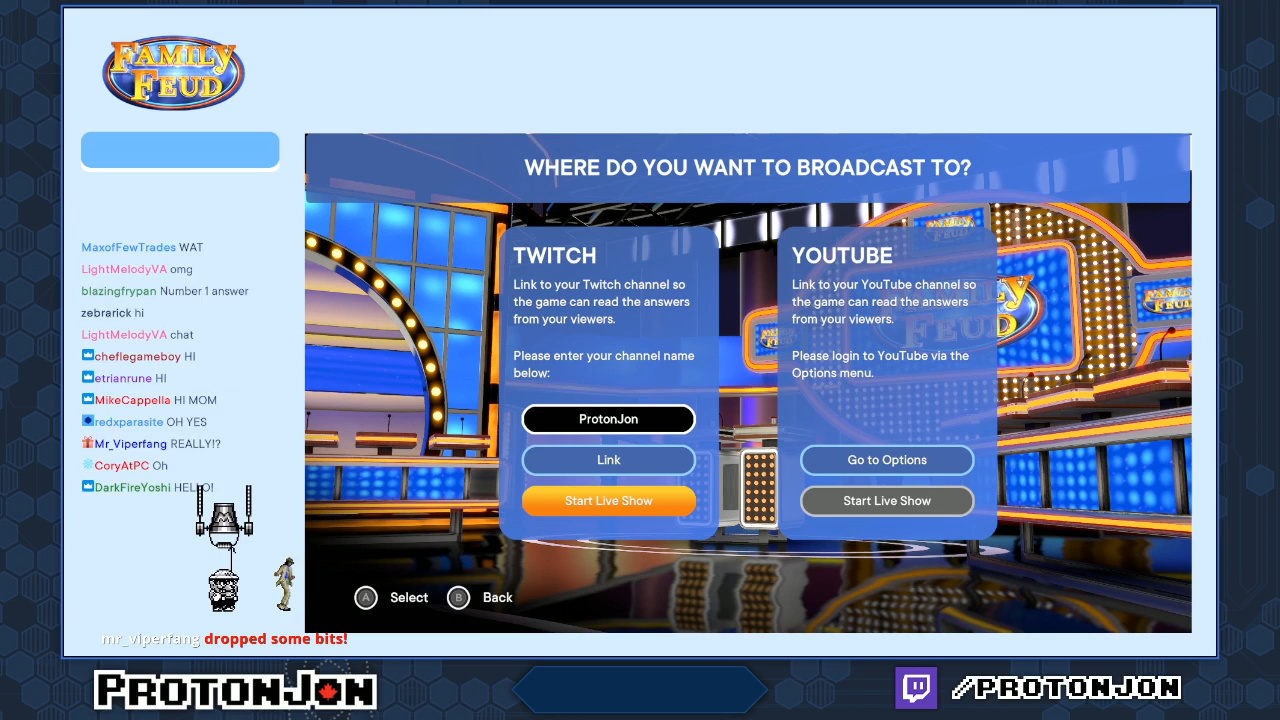 FAMILY
FEUD
WHERE DO YOU WANT TO BROADCAST TO?
MaxofFewTrades WAT
LightMelodyVA omg
blazingfrypan Number 1 answer
zebrarick hi
LightMelodyVA chat
cheflegameboy HI
etrianrune HI
MikeCappella HI MOM
redxparasite OH YES
Mr_Viperfang REALLY!?
CoryAtPC Oh
DarkFireYoshi HELLO!
mr_viperfang dropped some bits!
TWITCH
Link to your Twitch channel so
the game can read the answers
from your viewers.
Please enter your channel name
below:
ProtonJon
Link
Start Live Show
YOUTUBE
Link to your YouTube channel so
the game can read the answers
from your viewers.
Please login to YouTube via the
Options menu.
Go to Options
Start Live Show
FAMILY
FEUD
A Select B Back
PROTONJON
/PROTONJON